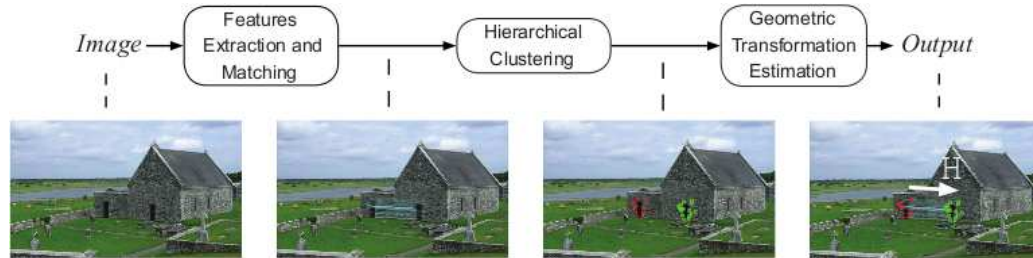 Image
Features
Extraction and
Matching
Hierarchical
Clustering
Geometric
Transformation
Estimation
Output
H